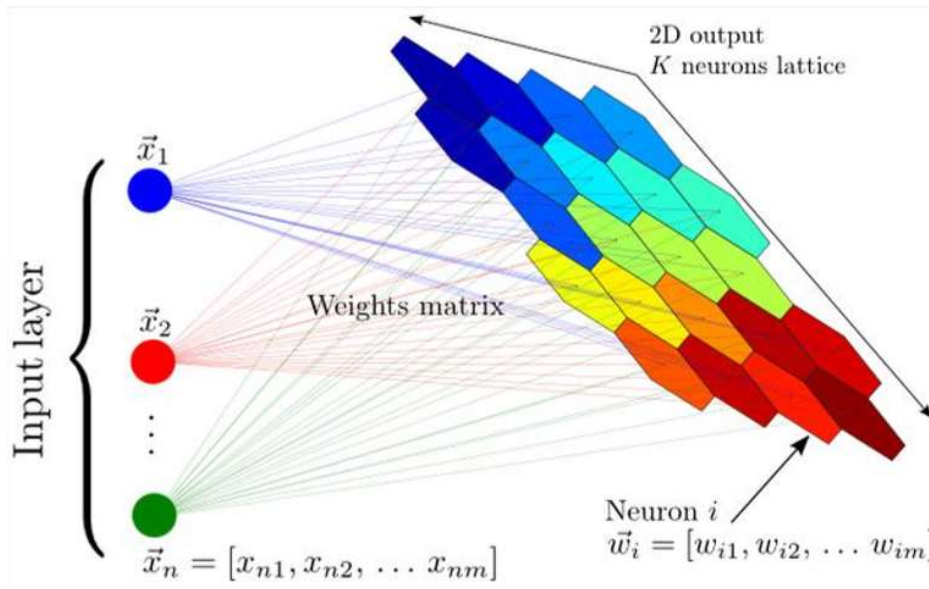 2D output
K neurons lattice
x⃗₁
Input layer
Weights matrix
x⃗₂
⋮
Neuron i
x⃗ₙ = [xₙ₁, xₙ₂, … xₙₘ]
w⃗ᵢ = [wᵢ₁, wᵢ₂, … wᵢₘ]